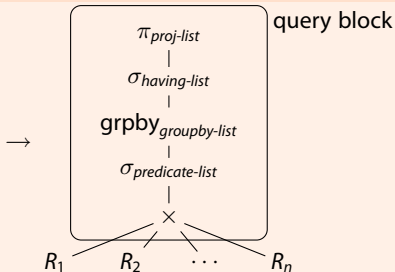 query block
π proj-list
σ having-list
grpby groupby-list
→
σ predicate-list
×
R1 R2 ··· Rn